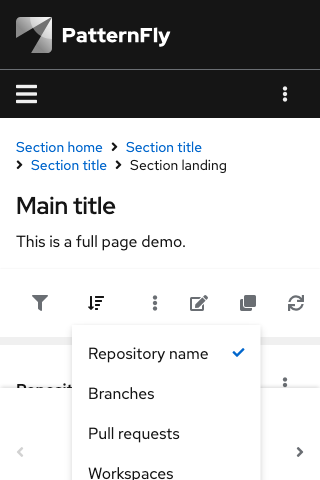 PatternFly
Section home Section title
Section title Section landing
Main title
This is a full page demo.
Repository name
Branches
Pull requests
Workspaces